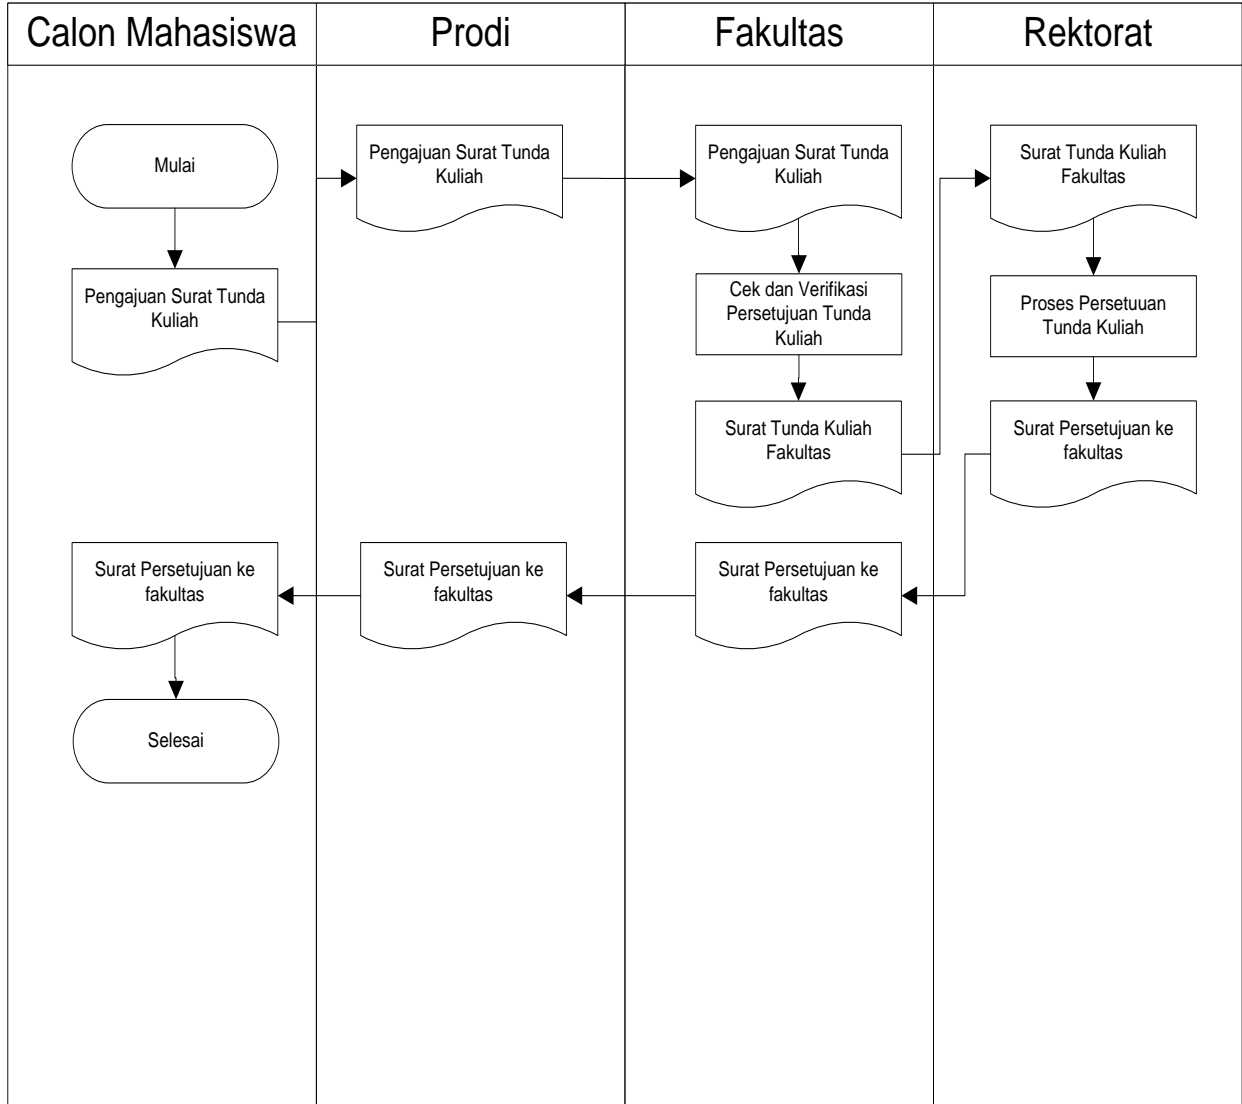 Calon Mahasiswa
Prodi
Fakultas
Rektorat
Mulai
Pengajuan Surat Tunda
Kuliah
Pengajuan Surat Tunda
Kuliah
Pengajuan Surat Tunda
Kuliah
Cek dan Verifikasi
Persetujuan Tunda
Kuliah
Surat Tunda Kuliah
Fakultas
Surat Tunda Kuliah
Fakultas
Proses Persetuuan
Tunda Kuliah
Surat Persetujuan ke
fakultas
Surat Persetujuan ke
fakultas
Surat Persetujuan ke
fakultas
Surat Persetujuan ke
fakultas
Selesai